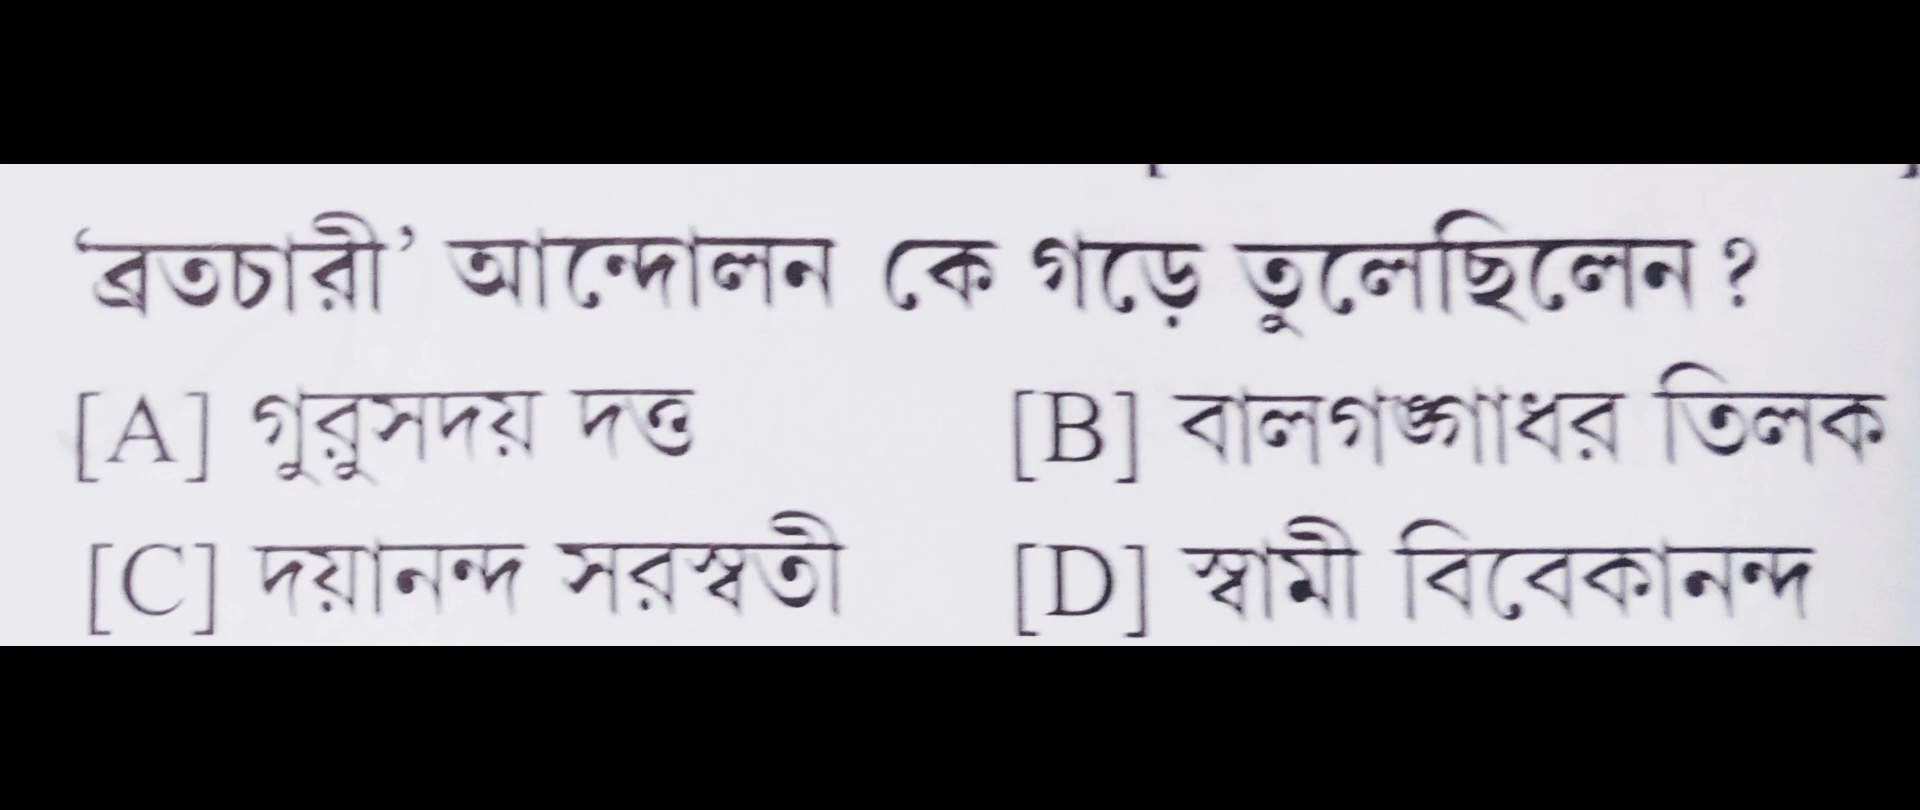 ‘ব্রতচারী’ আন্দোলন কে গড়ে তুলেছিলেন ?
[A] গুরুসদয় দত্ত [B] বালগঙ্গাধর তিলক
[C] দয়ানন্দ সরস্বতী [D] স্বামী বিবেকানন্দ